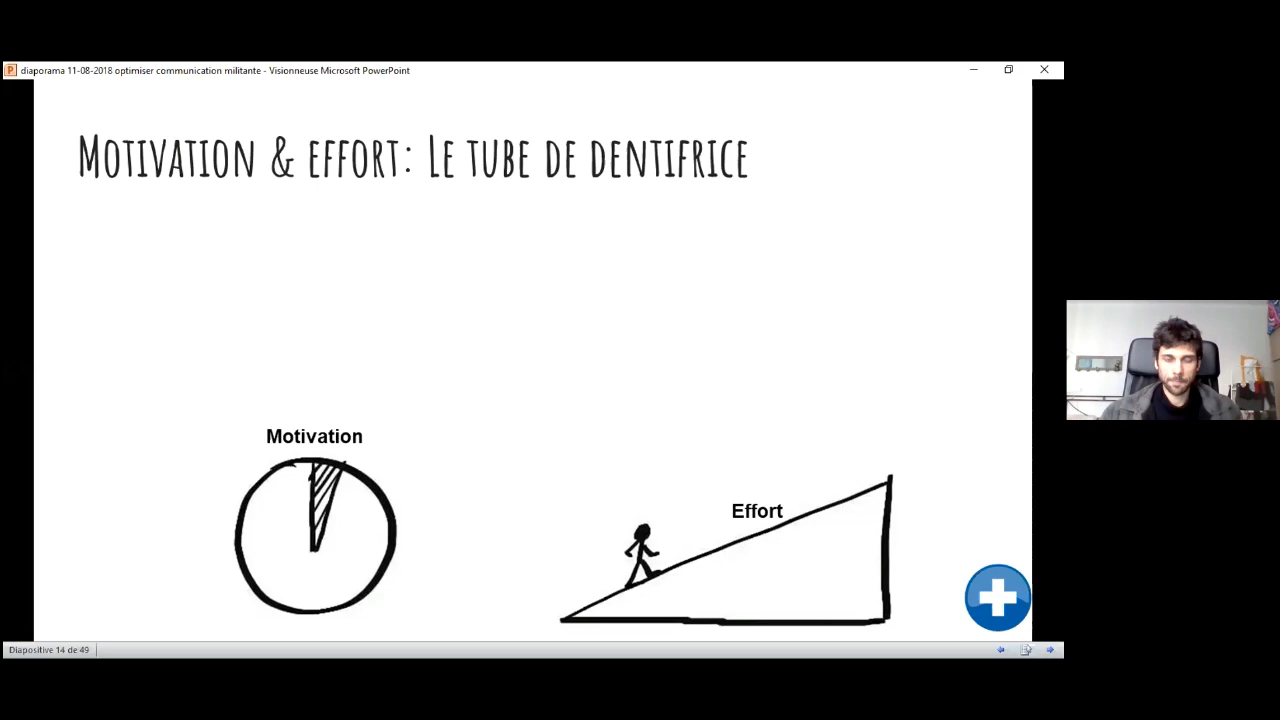 diaporama 11-08-2018 optimiser communication militante - Visionneuse Microsoft PowerPoint
Motivation & effort: Le tube de dentifrice
Motivation
Effort
Diapositive 14 de 49